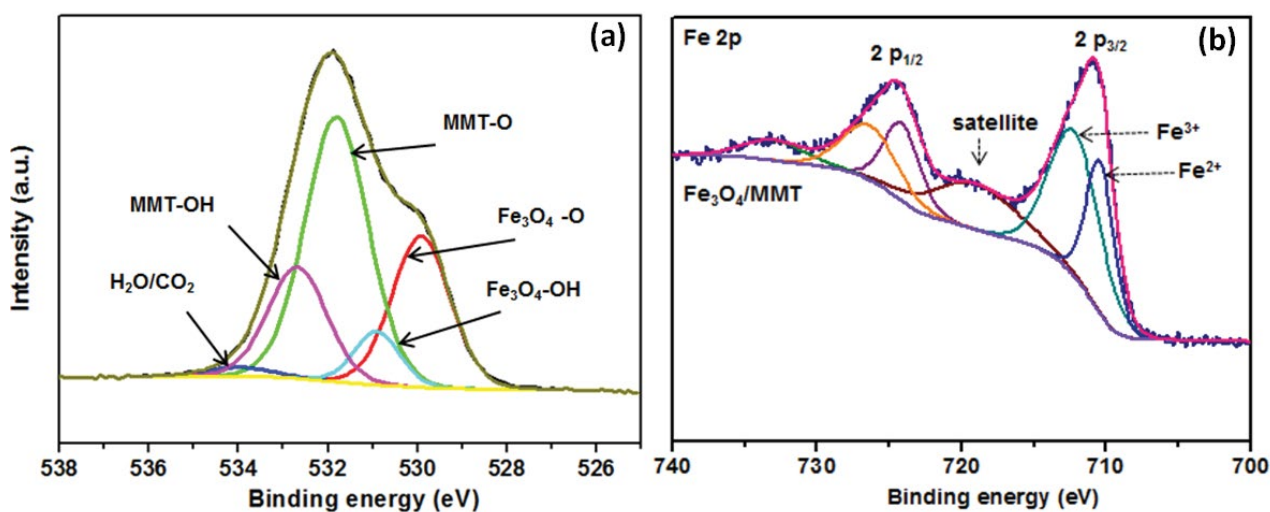 (a)
MMT-O
MMT-OH
Fe₃O₄ -O
H₂O/CO₂
Fe₃O₄-OH
Intensity (a.u.)
538 536 534 532 531 530 528 526
Binding energy (eV)
(b)
Fe 2p
2 p₃/₂
2 p₁/₂
satellite
Fe³⁺
Fe²⁺
Fe₃O₄/MMT
740 730 720 710 700
Binding energy (eV)